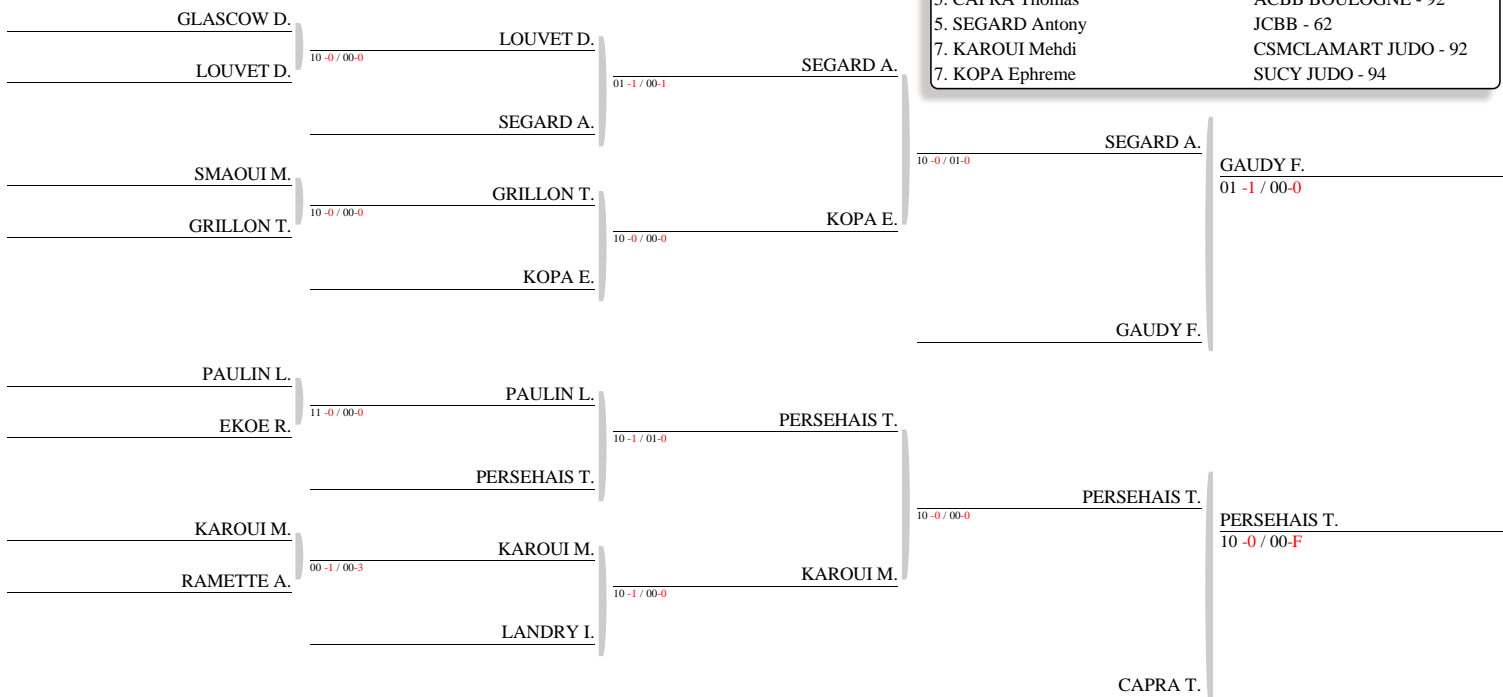 5. CAPRA Thomas ACBB BOULOGNE - 92
5. SEGARD Antony JCBB - 62
7. KAROUI Mehdi CSMCLAMART JUDO - 92
7. KOPA Ephreme SUCY JUDO - 94
GLASCOW D.
LOUVET D.
10 -0 / 00-0
LOUVET D.
SEGARD A.
01 -1 / 00-1
SEGARD A.
SMAOUI M.
GRILLON T.
10 -0 / 00-0
GRILLON T.
KOPA E.
10 -0 / 00-0
KOPA E.
10 -0 / 01-0
SEGARD A.
GAUDY F.
GAUDY F.
01 -1 / 00-0
PAULIN L.
EKOE R.
11 -0 / 00-0
PAULIN L.
PERSEHAIS T.
10 -1 / 01-0
PERSEHAIS T.
KAROUI M.
RAMETTE A.
00 -1 / 00-3
KAROUI M.
LANDRY I.
10 -1 / 00-0
KAROUI M.
10 -0 / 00-0
PERSEHAIS T.
CAPRA T.
PERSEHAIS T.
10 -0 / 00-F